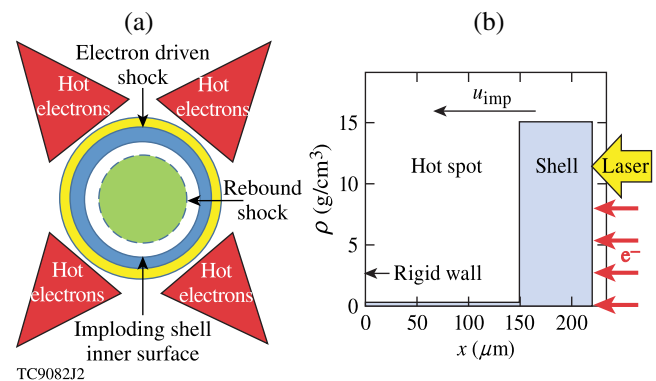 (a)
Electron driven
shock
Hot
electrons
Hot
electrons
Rebound
shock
Hot
electrons
Hot
electrons
Imploding shell
inner surface
TC9082J2
(b)
u_imp
15
10
5
0
ρ (g/cm³)
Hot spot
Shell
Laser
e⁻
Rigid wall
0 50 100 150 200
x (μm)